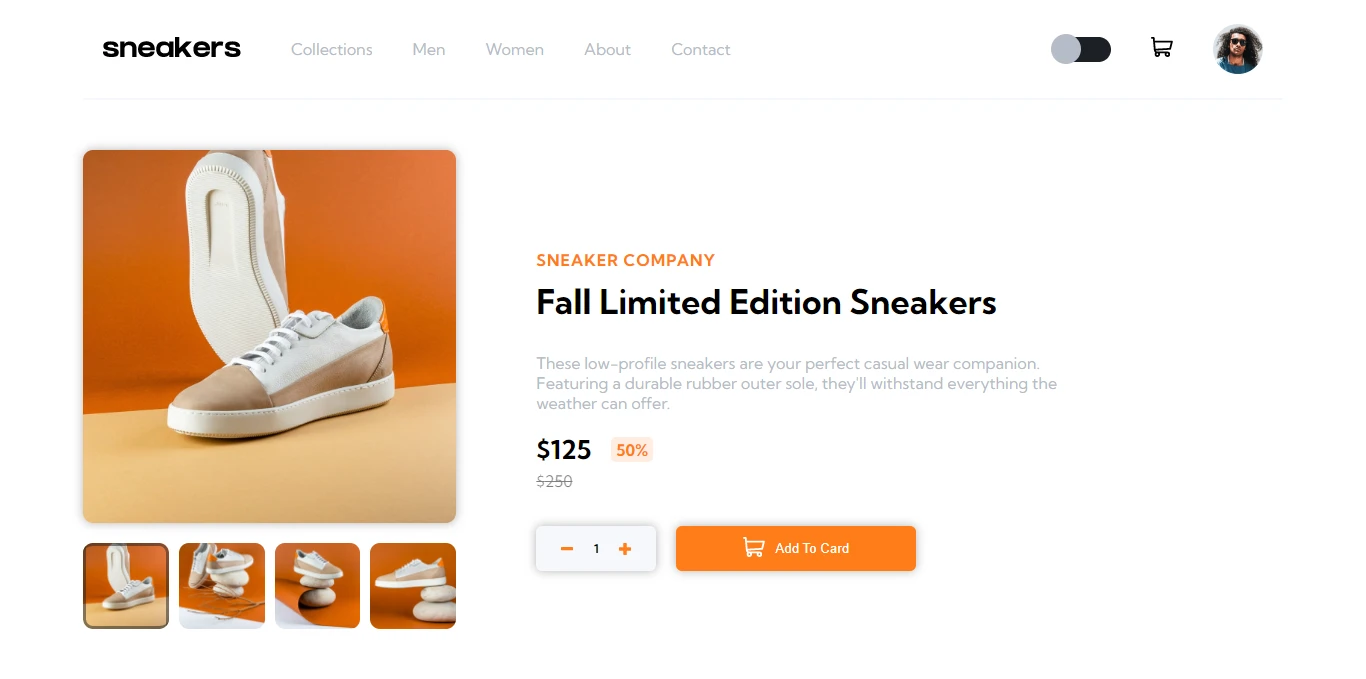 sneakers Collections Men Women About Contact
SNEAKER COMPANY
Fall Limited Edition Sneakers
These low-profile sneakers are your perfect casual wear companion.
Featuring a durable rubber outer sole, they'll withstand everything the
weather can offer.
$125 50%
$250
1 Add To Card